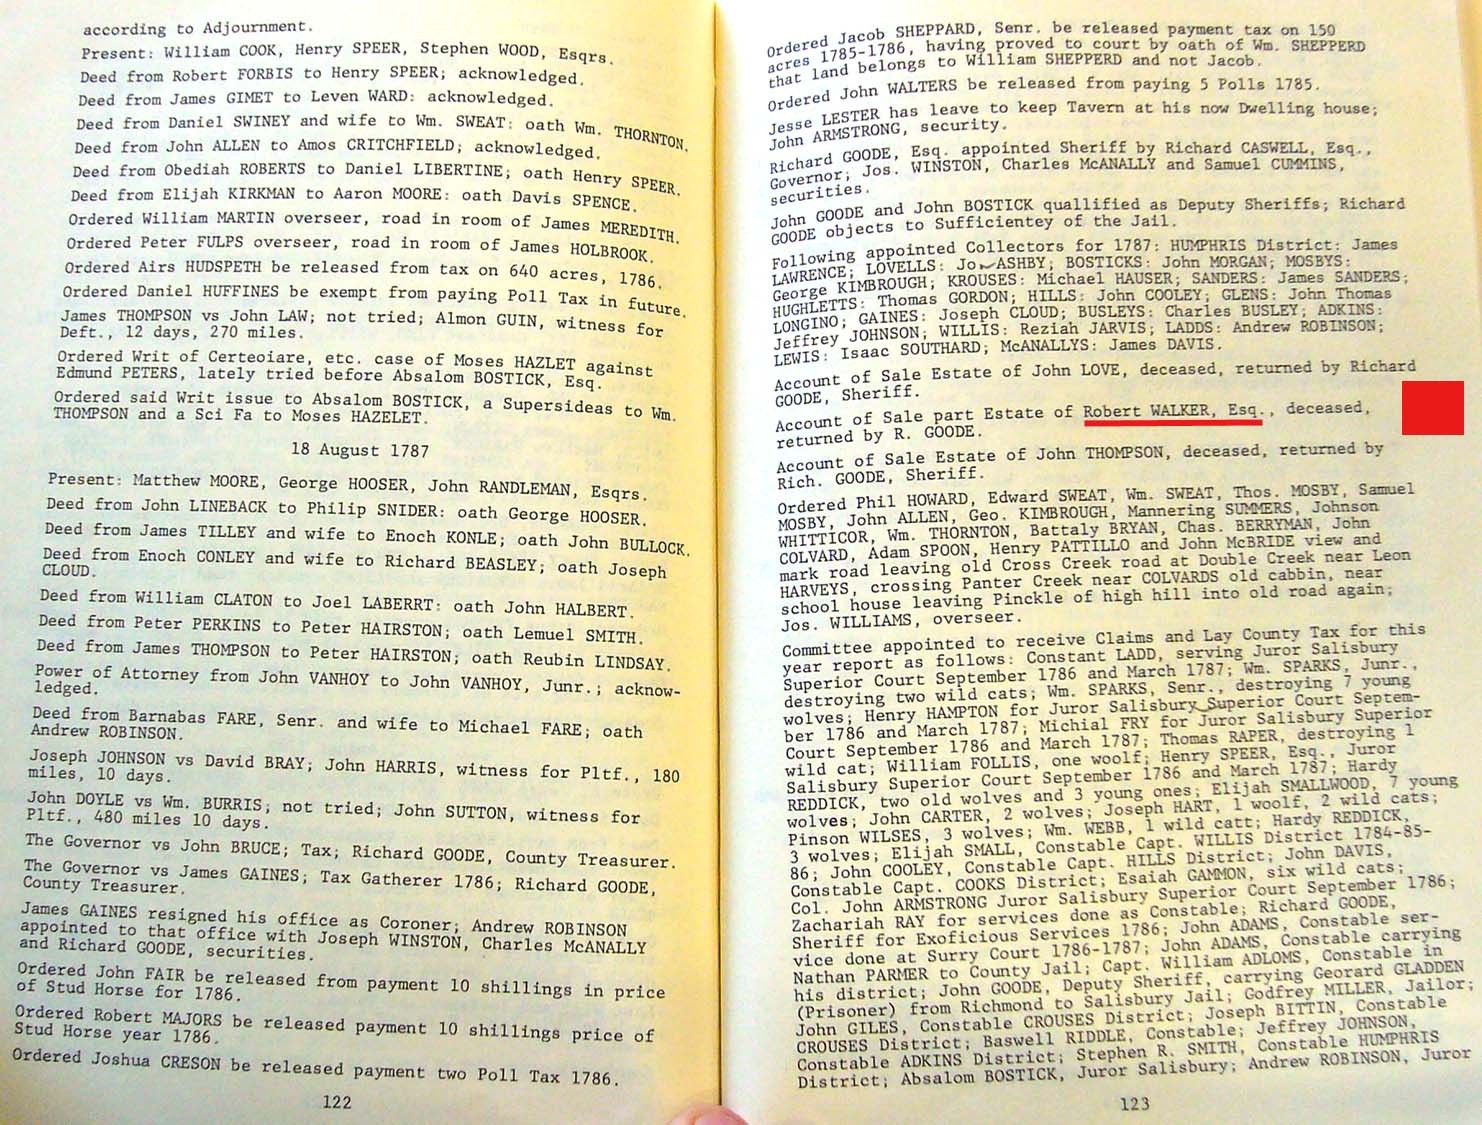 according to Adjournment.
Present: William COOK, Henry SPEER, Stephen WOOD, Esqrs.
Deed from Robert FORBIS to Henry SPEER; acknowledged.
Deed from James GIMET to Leven WARD: acknowledged.
Deed from Daniel SWINEY and wife to Wm. SWEAT: oath Wm. THORNTON.
Deed from John ALLEN to Amos CRITCHFIELD; acknowledged.
Deed from Obediah ROBERTS to Daniel LIBERTINE; oath Henry SPEER.
Deed from Elijah KIRKMAN to Aaron MOORE: oath Davis SPENCE.
Ordered William MARTIN overseer, road in room of James MEREDITH.
Ordered Peter FULPS overseer, road in room of James HOLBROOK.
Ordered Airs HUDSPETH be released from tax on 640 acres, 1786.
Ordered Daniel HUFFINES be exempt from paying Poll Tax in future.
James THOMPSON vs John LAW; not tried; Almon GUIN, witness for
Deft., 12 days, 270 miles.
Ordered Writ of Certeoiare, etc. case of Moses HAZLET against
Edmund PETERS, lately tried before Absalom BOSTICK, Esq.
Ordered said Writ issue to Absalom BOSTICK, a Supersideas to Wm.
THOMPSON and a Sci Fa to Moses HAZELET.
18 August 1787
Present: Matthew MOORE, George HOOSER, John RANDLEMAN, Esqrs.
Deed from John LINEBACK to Philip SNIDER: oath George HOOSER.
Deed from James TILLEY and wife to Enoch KONLE; oath John BULLOCK.
Deed from Enoch CONLEY and wife to Richard BEASLEY; oath Joseph
CLOUD.
Deed from William CLATON to Joel LABERRT: oath John HALBERT.
Deed from Peter PERKINS to Peter HAIRSTON; oath Lemuel SMITH.
Deed from James THOMPSON to Peter HAIRSTON; oath Reubin LINDSAY.
Power of Attorney from John VANHOY to John VANHOY, Junr.; acknow-
ledged.
Deed from Barnabas FARE, Senr. and wife to Michael FARE; oath
Andrew ROBINSON.
Joseph JOHNSON vs David BRAY; John HARRIS, witness for Pltf., 180
miles, 10 days.
John DOYLE vs Wm. BURRIS; not tried; John SUTTON, witness for
Pltf., 480 miles 10 days.
The Governor vs John BRUCE; Tax; Richard GOODE, County Treasurer.
The Governor vs James GAINES; Tax Gatherer 1786; Richard GOODE,
County Treasurer.
James GAINES resigned his office as Coroner; Andrew ROBINSON
appointed to that office with Joseph WINSTON, Charles McANALLY
and Richard GOODE, securities.
Ordered John FAIR be released from payment 10 shillings in price
of Stud Horse for 1786.
Ordered Robert MAJORS be released payment 10 shillings price of
Stud Horse year 1786.
Ordered Joshua CRESON be released payment two Poll Tax 1786.
122
Ordered Jacob SHEPPARD, Senr. be released payment tax on 150
acres 1785-1786, having proved to court by oath of Wm. SHEPPERD
that land belongs to William SHEPPERD and not Jacob.
Ordered John WALTERS be released from paying 5 Polls 1785.
Jesse LESTER has leave to keep Tavern at his now Dwelling house;
John ARMSTRONG, security.
Richard GOODE, Esq. appointed Sheriff by Richard CASWELL, Esq.,
Governor; Jos. WINSTON, Charles McANALLY and Samuel CUMMINS,
securities.
John GOODE and John BOSTICK quallified as Deputy Sheriffs; Richard
GOODE objects to Sufficientey of the Jail.
Following appointed Collectors for 1787: HUMPHRIS District: James
LAWRENCE; LOVELLS: Jo ASHBY; BOSTICKS: John MORGAN; MOSBYS:
George KIMBROUGH; KROUSES: Michael HAUSER; SANDERS: James SANDERS;
HUGHLETTS: Thomas GORDON; HILLS: John COOLEY; GLENS: John Thomas
LONGINO; GAINES: Joseph CLOUD; BUSLEYS: Charles BUSLEY; ADKINS:
Jeffrey JOHNSON; WILLIS: Reziah JARVIS; LADDS: Andrew ROBINSON;
LEWIS: Isaac SOUTHARD; McANALLYS: James DAVIS.
Account of Sale Estate of John LOVE, deceased, returned by Richard
GOODE, Sheriff.
Account of Sale part Estate of Robert WALKER, Esq., deceased,
returned by R. GOODE.
Account of Sale Estate of John THOMPSON, deceased, returned by
Rich. GOODE, Sheriff.
Ordered Phil HOWARD, Edward SWEAT, Wm. SWEAT, Thos. MOSBY, Samuel
MOSBY, John ALLEN, Geo. KIMBROUGH, Mannering SUMMERS, Johnson
WHITTICOR, Wm. THORNTON, Battaly BRYAN, Chas. BERRYMAN, John
COLVARD, Adam SPOON, Henry PATTILLO and John McBRIDE view and
mark road leaving old Cross Creek road at Double Creek near Leon
HARVEYS, crossing Panter Creek near COLVARDS old cabbin, near
school house leaving Pinckle of high hill into old road again;
Jos. WILLIAMS, overseer.
Committee appointed to receive Claims and Lay County Tax for this
year report as follows: Constant LADD, serving Juror Salisbury
Superior Court September 1786 and March 1787; Wm. SPARKS, Junr.,
destroying two wild cats; Wm. SPARKS, Senr., destroying 7 young
wolves; Henry HAMPTON for Juror Salisbury Superior Court Septem-
ber 1786 and March 1787; Michial FRY for Juror Salisbury Superior
Court September 1786 and March 1787; Thomas RAPER, destroying 1
wild cat; William FOLLIS, one woolf; Henry SPEER, Esq., Juror
Salisbury Superior Court September 1786 and March 1787; Hardy
REDDICK, two old wolves and 3 young ones; Elijah SMALLWOOD, 7 young
wolves; John CARTER, 2 wolves; Joseph HART, 1 woolf, 2 wild cats;
Pinson WILSES, 3 wolves; Wm. WEBB, 1 wild catt; Hardy REDDICK,
3 wolves; Elijah SMALL, Constable Capt. WILLIS District 1784-85-
86; John COOLEY, Constable Capt. HILLS District; John DAVIS,
Constable Capt. COOKS District; Esaiah GAMMON, six wild cats;
Col. John ARMSTRONG Juror Salisbury Superior Court September 1786;
Zachariah RAY for services done as Constable; Richard GOODE,
Sheriff for Exoficious Services 1786; John ADAMS, Constable ser-
vice done at Surry Court 1786-1787; John ADAMS, Constable carrying
Nathan PARMER to County Jail; Capt. William ADLOMS, Constable in
his district; John GOODE, Deputy Sheriff, carrying Georard GLADDEN
(Prisoner) from Richmond to Salisbury Jail; Godfrey MILLER, Jailor;
John GILES, Constable CROUSES District; Joseph BITTIN, Constable
CROUSES District; Baswell RIDDLE, Constable; Jeffrey JOHNSON,
Constable ADKINS District; Stephen R. SMITH, Constable HUMPHRIS
District; Absalom BOSTICK, Juror Salisbury; Andrew ROBINSON, Juror
123